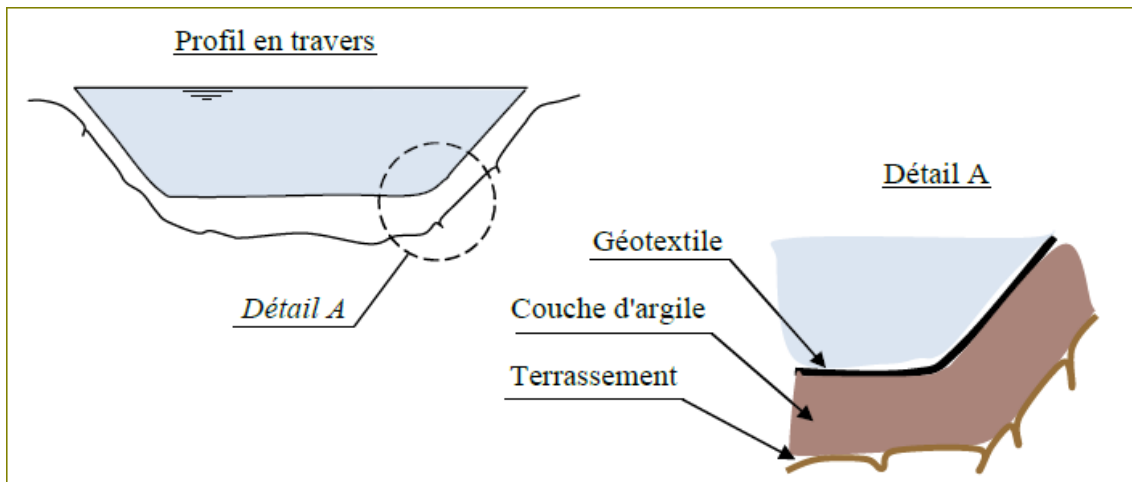 Profil en travers
Détail A
Détail A
Géotextile
Couche d'argile
Terrassement